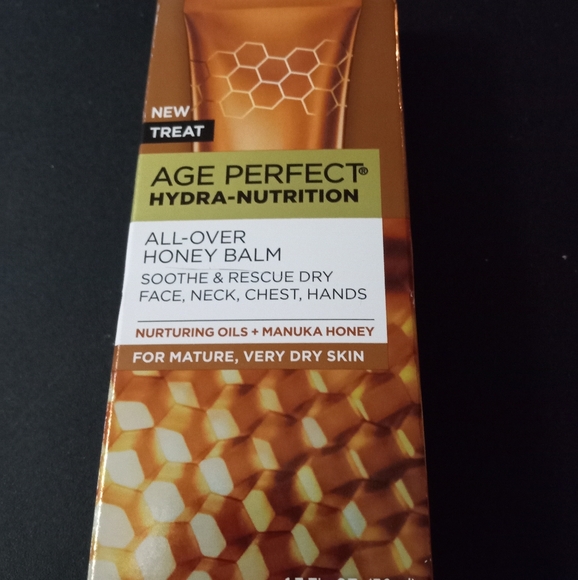 NEW
TREAT
AGE PERFECT®
HYDRA-NUTRITION
ALL-OVER
HONEY BALM
SOOTHE & RESCUE DRY
FACE, NECK, CHEST, HANDS
NURTURING OILS + MANUKA HONEY
FOR MATURE, VERY DRY SKIN